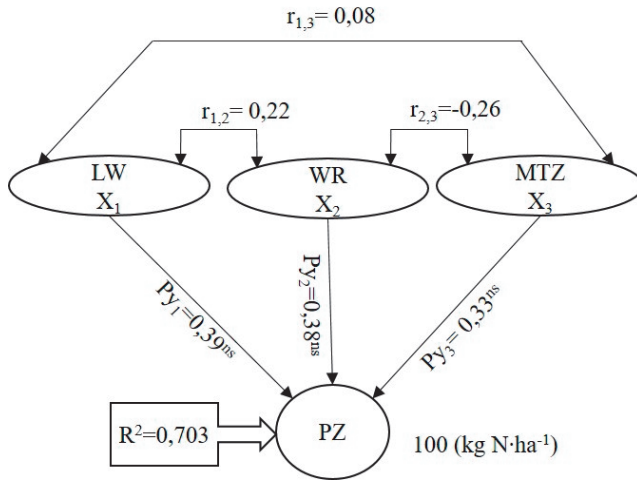 r₁,₃= 0,08
r₁,₂= 0,22
r₂,₃=-0,26
LW
X₁
WR
X₂
MTZ
X₃
Py₁=0,39ⁿˢ
Py₂=0,38ⁿˢ
Py₃= 0,33ⁿˢ
R²=0,703
PZ
100 (kg N·ha⁻¹)